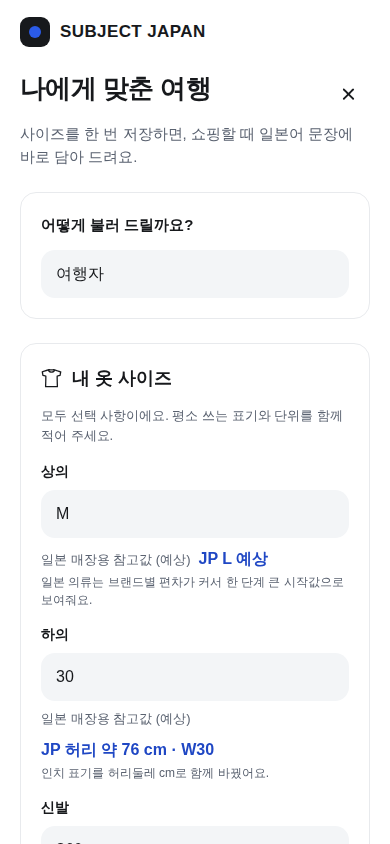 SUBJECT JAPAN
나에게 맞춘 여행
사이즈를 한 번 저장하면, 쇼핑할 때 일본어 문장에
바로 담아 드려요.
어떻게 불러 드릴까요?
여행자
내 옷 사이즈
모두 선택 사항이에요. 평소 쓰는 표기와 단위를 함께
적어 주세요.
상의
M
일본 매장용 참고값 (예상) JP L 예상
일본 의류는 브랜드별 편차가 커서 한 단계 큰 시작값으로
보여줘요.
하의
30
일본 매장용 참고값 (예상)
JP 허리 약 76 cm · W30
인치 표기를 허리둘레 cm로 함께 바꿨어요.
신발